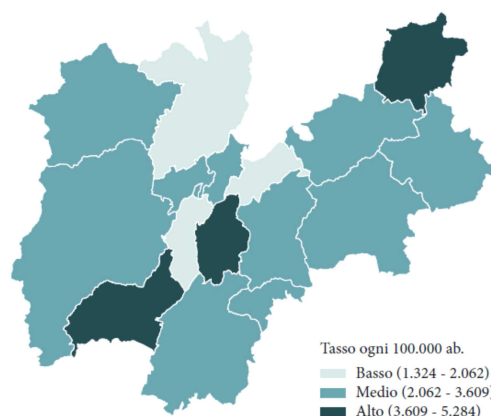 Tasso ogni 100.000 ab.
Basso (1.324 - 2.062)
Medio (2.062 - 3.609)
Alto (3.609 - 5.284)